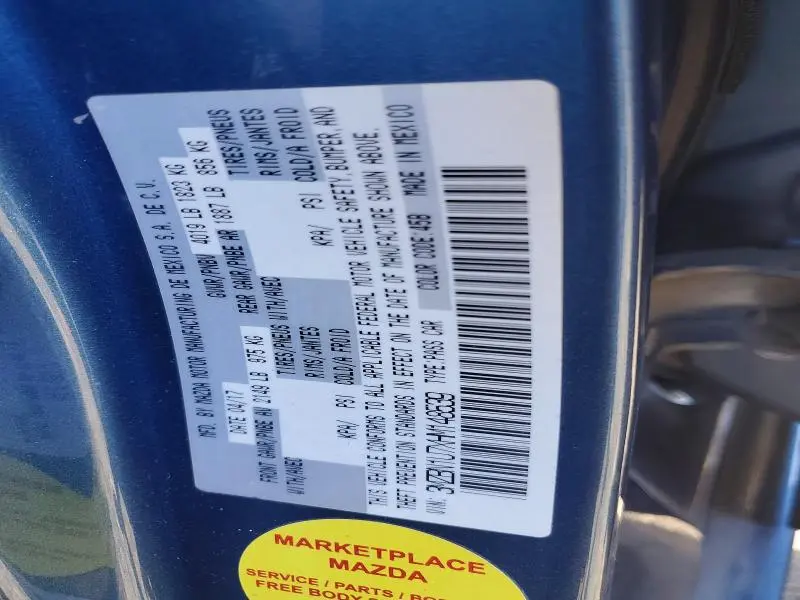 MFD. BY MAZDA MOTOR MANUFACTURING DE MEXICO S.A. DE C.V.
DATE 04/17 GVWR/PNBV 4019 LB 1823 KG
FRONT GAWR/PNBE AV 2149 LB 975 KG REAR GAWR/PNBE AR 1887 LB 856 KG
WITH/AVEC TIRES/PNEUS WITH/AVEC TIRES/PNEUS
RIMS/JANTES RIMS/JANTES
KPA/ PSI COLD/A FROID KPA/ PSI COLD/A FROID
THIS VEHICLE CONFORMS TO ALL APPLICABLE FEDERAL MOTOR VEHICLE SAFETY, BUMPER, AND
THEFT PREVENTION STANDARDS IN EFFECT ON THE DATE OF MANUFACTURE SHOWN ABOVE.
VIN: TYPE:PASS CAR COLOR CODE 45B MADE IN MEXICO
MARKETPLACE
MAZDA
SERVICE / PARTS /
FREE BODY